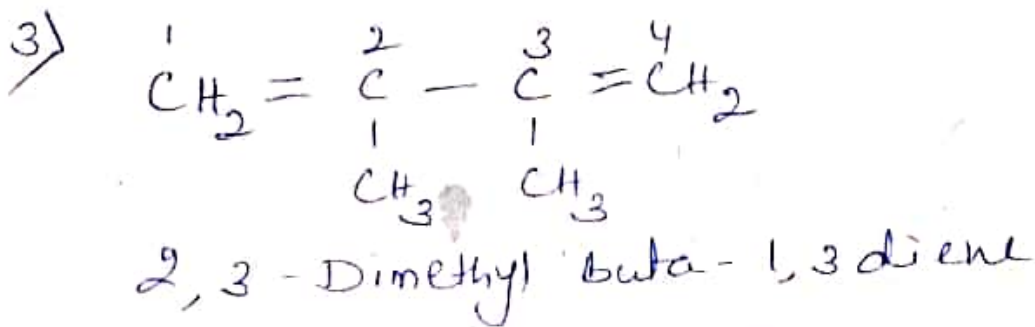 3)
1 2 3 4
CH₂ = C — C = CH₂
CH₃ CH₃
2, 3 - Dimethyl buta - 1, 3 diene